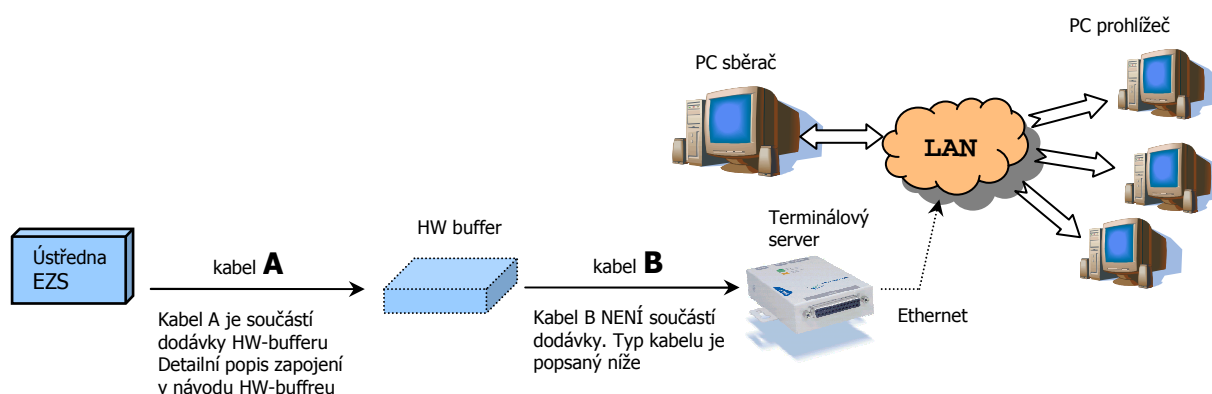 PC prohlížeč
PC sběrač
LAN
Ústředna
EZS
kabel A
HW buffer
kabel B
Terminálový
server
Ethernet
Kabel A je součástí
dodávky HW-bufferu
Detailní popis zapojení
v návodu HW-buffreu
Kabel B NENÍ součástí
dodávky. Typ kabelu je
popsaný níže